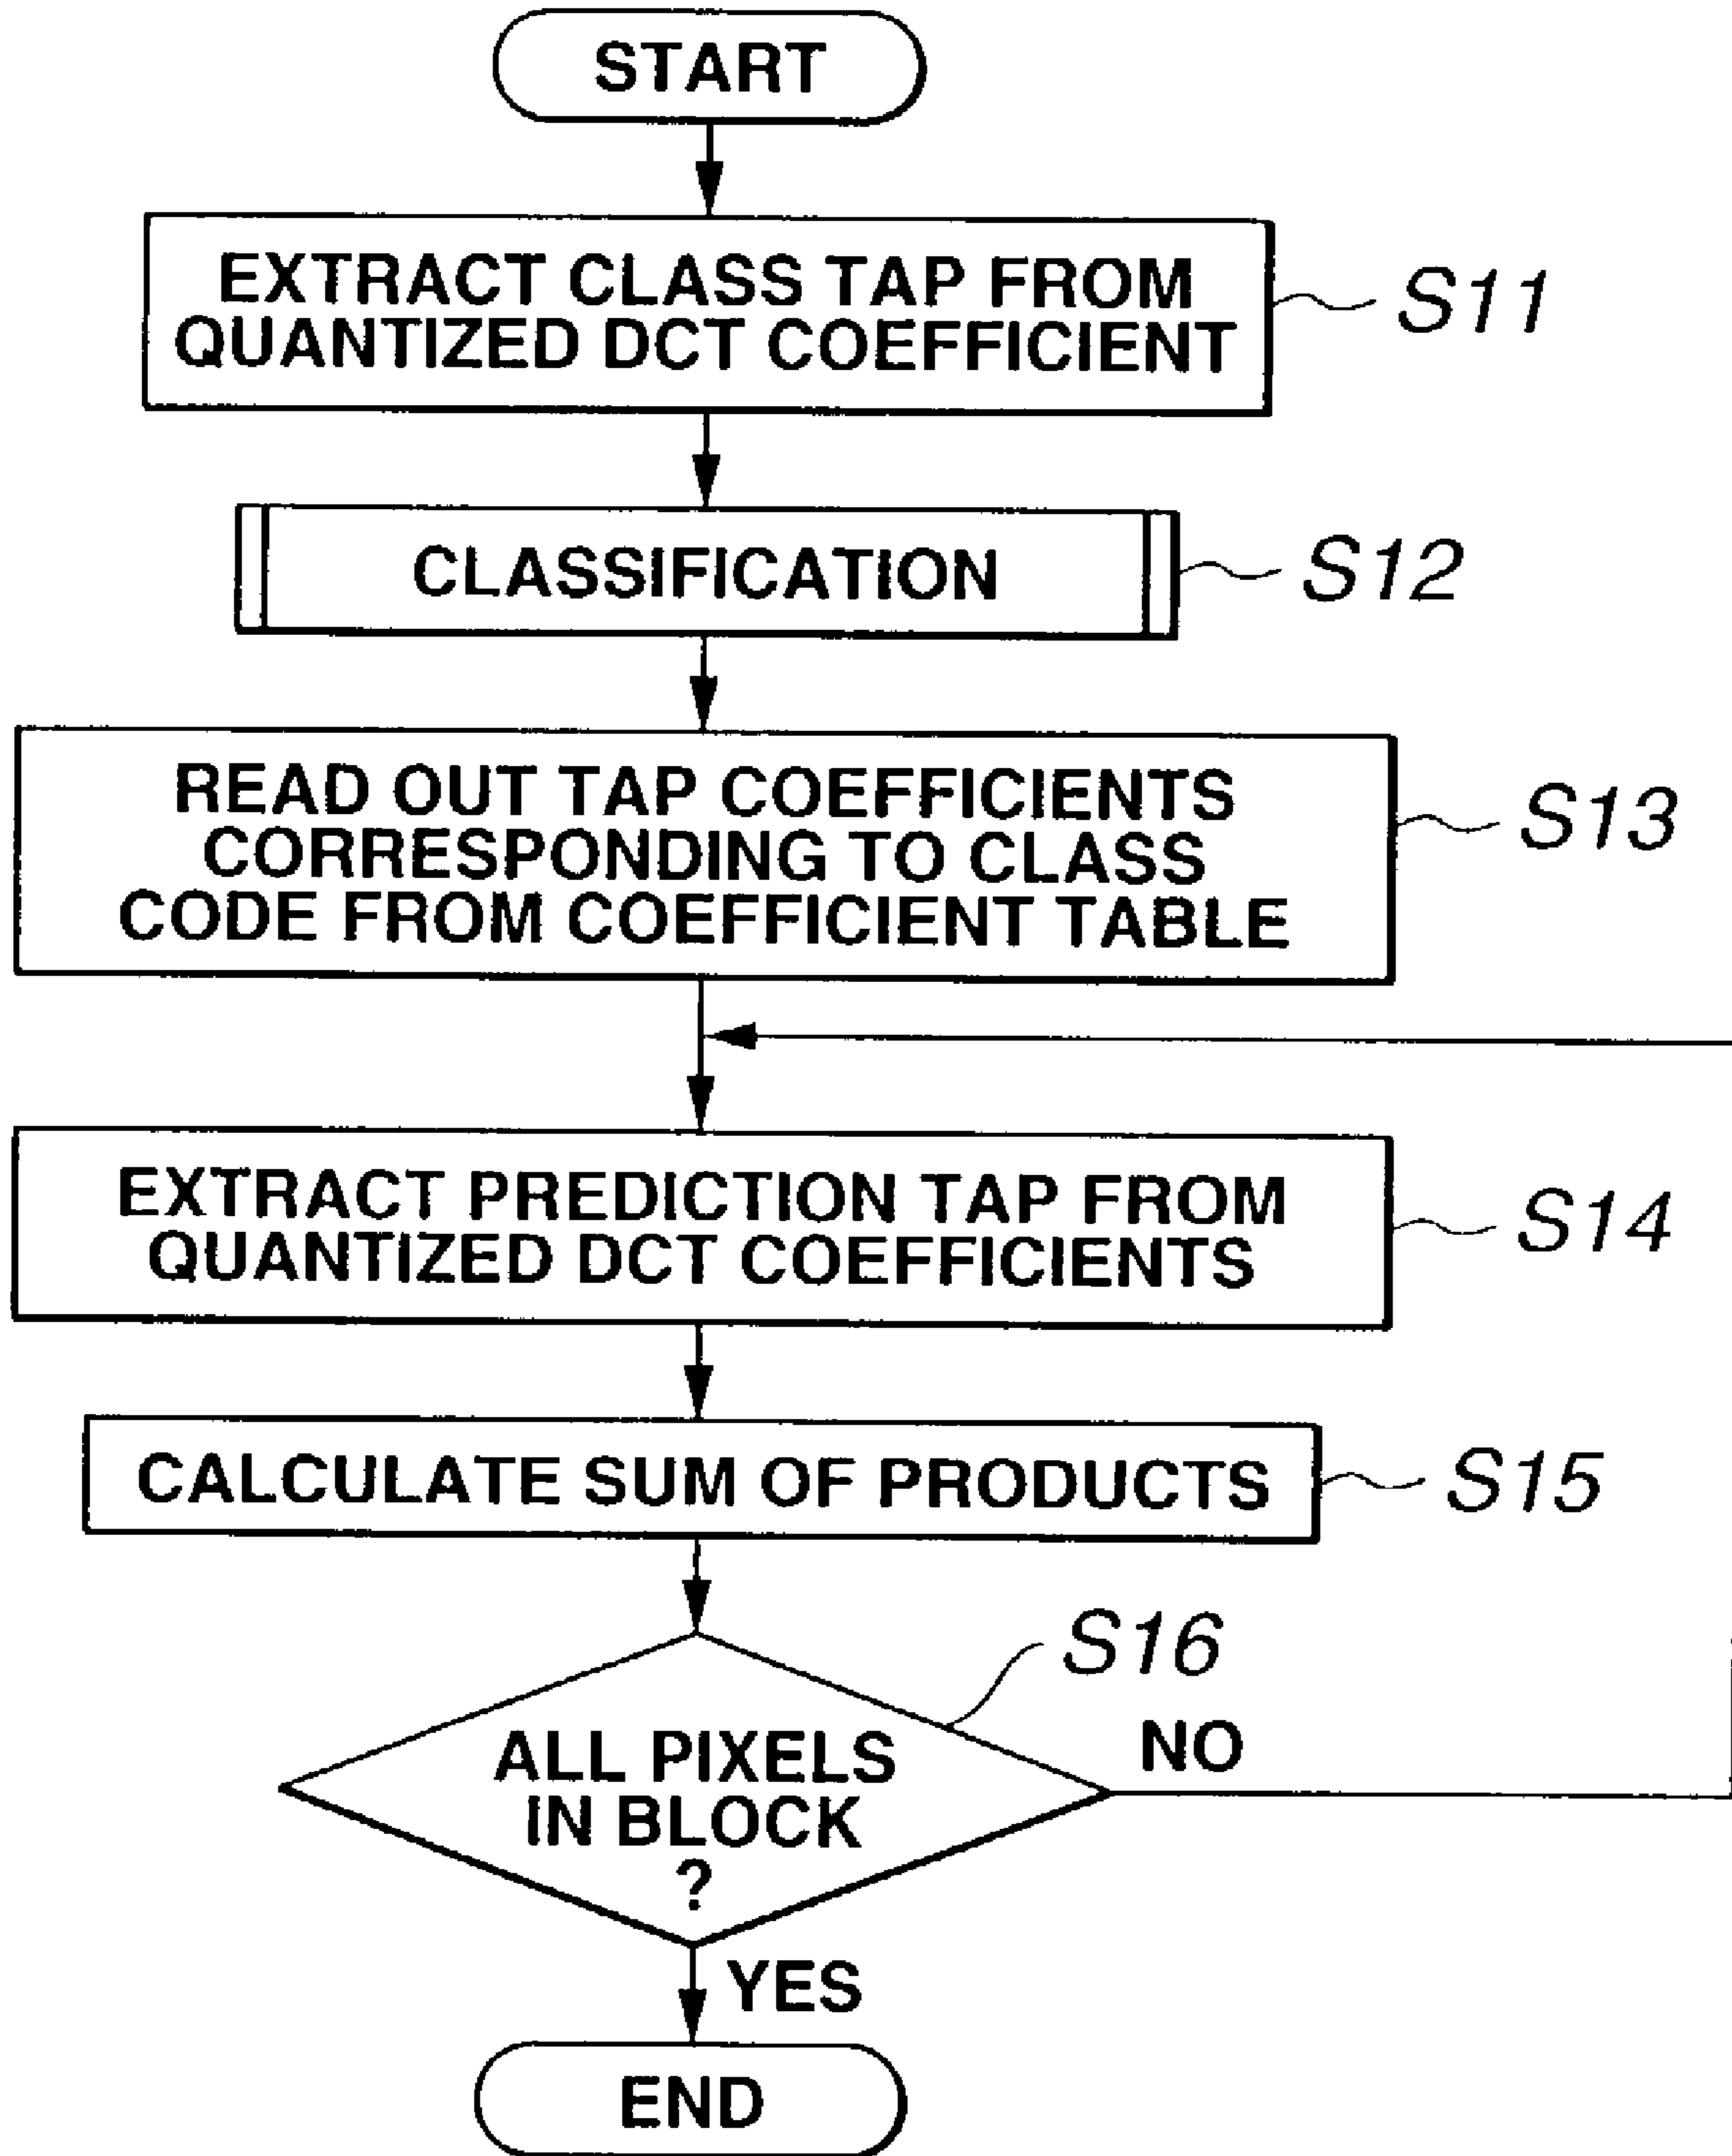 START
EXTRACT CLASS TAP FROM
QUANTIZED DCT COEFFICIENT
S11
CLASSIFICATION
S12
READ OUT TAP COEFFICIENTS
CORRESPONDING TO CLASS
CODE FROM COEFFICIENT TABLE
S13
EXTRACT PREDICTION TAP FROM
QUANTIZED DCT COEFFICIENTS
S14
CALCULATE SUM OF PRODUCTS
S15
S16
ALL PIXELS
IN BLOCK
?
NO
YES
END